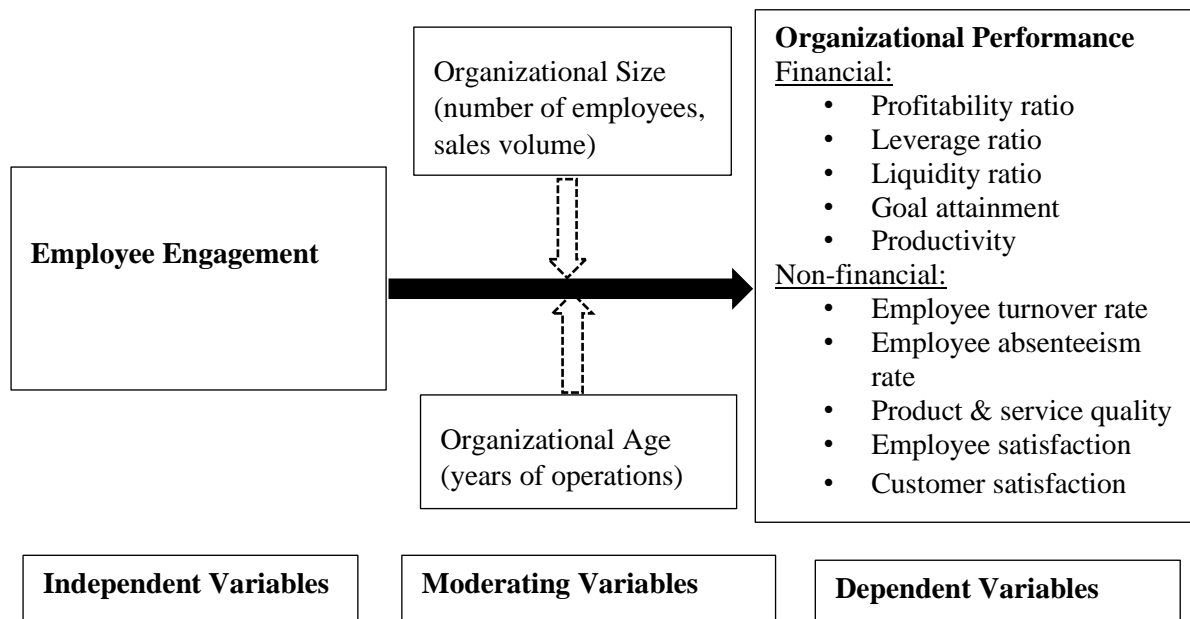 Employee Engagement
Organizational Size
(number of employees,
sales volume)
Organizational Age
(years of operations)
Organizational Performance
Financial:
• Profitability ratio
• Leverage ratio
• Liquidity ratio
• Goal attainment
• Productivity
Non-financial:
• Employee turnover rate
• Employee absenteeism
rate
• Product & service quality
• Employee satisfaction
• Customer satisfaction
Independent Variables
Moderating Variables
Dependent Variables